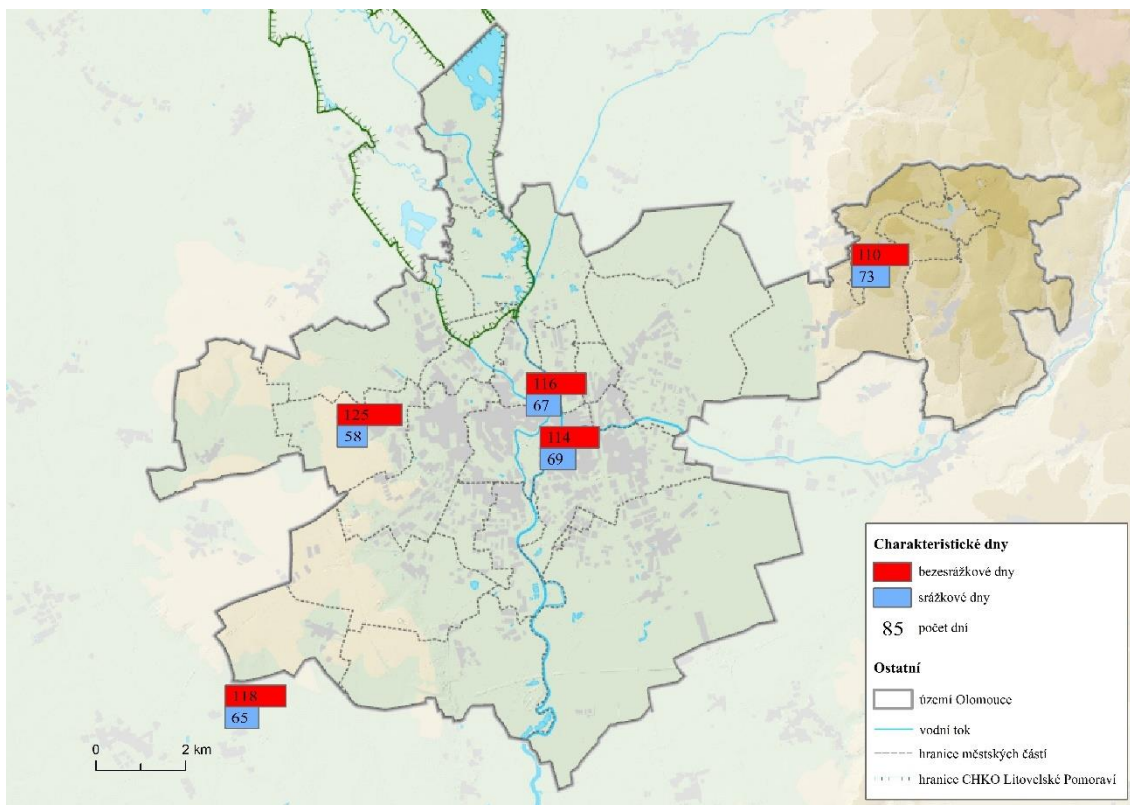 110
73
116
67
125
58
114
69
118
65
0 2 km
Charakteristické dny
bezesrážkové dny
srážkové dny
85 počet dní
Ostatní
území Olomouce
vodní tok
hranice městských částí
hranice CHKO Litovelské Pomoraví